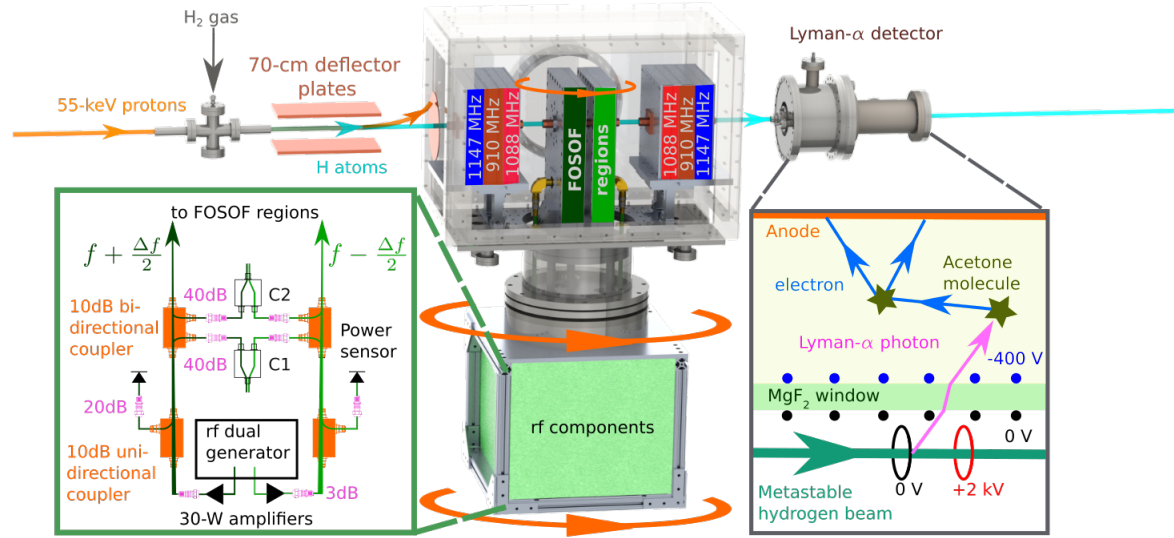 H₂ gas
55-keV protons
70-cm deflector
plates
H atoms
1147 MHz
910 MHz
1088 MHz
FOSOF
regions
1088 MHz
910 MHz
1147 MHz
Lyman-α detector
to FOSOF regions
f + Δf/2
f − Δf/2
10dB bi-
directional
coupler
40dB
C2
40dB
C1
Power
sensor
20dB
10dB uni-
directional
coupler
rf dual
generator
3dB
30-W amplifiers
rf components
Anode
electron
Acetone
molecule
Lyman-α photon
-400 V
MgF₂ window
0 V
Metastable
hydrogen beam
0 V
+2 kV